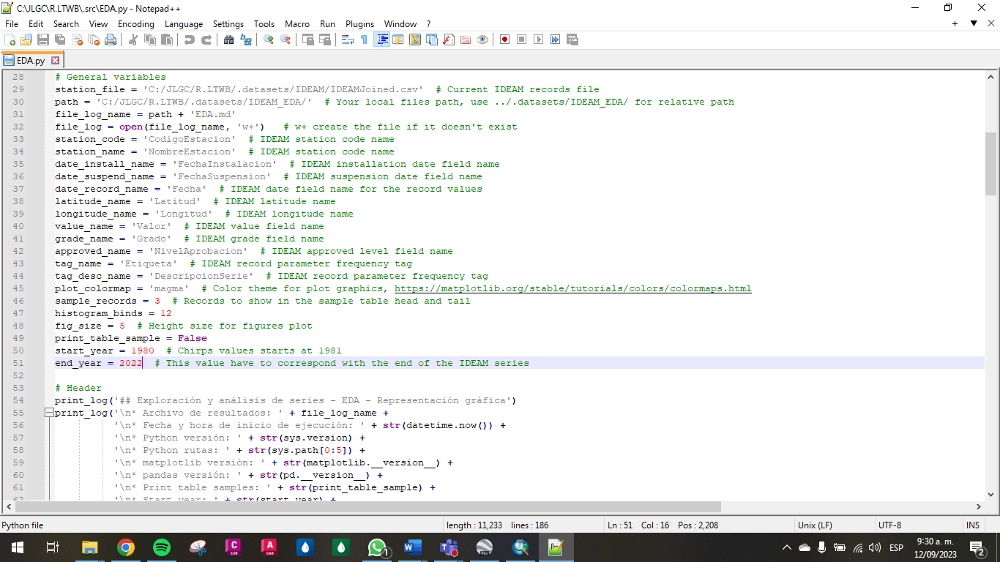 C:\JLGC\R.LTWB\.src\EDA.py - Notepad++
File Edit Search View Encoding Language Settings Tools Macro Run Plugins Window ?
EDA.py
28 # General variables
29 station_file = 'C:/JLGC/R.LTWB/.datasets/IDEAM/IDEAMJoined.csv'  # Current IDEAM records file
30 path = 'C:/JLGC/R.LTWB/.datasets/IDEAM_EDA/'  # Your local files path, use ../.datasets/IDEAM_EDA/ for relative path
31 file_log_name = path + 'EDA.md'
32 file_log = open(file_log_name, 'w+')   # w+ create the file if it doesn't exist
33 station_code = 'CodigoEstacion'  # IDEAM station code name
34 station_name = 'NombreEstacion'  # IDEAM station code name
35 date_install_name = 'FechaInstalacion'  # IDEAM installation date field name
36 date_suspend_name = 'FechaSuspension'  # IDEAM suspension date field name
37 date_record_name = 'Fecha'  # IDEAM date field name for the record values
38 latitude_name = 'Latitud'  # IDEAM latitude name
39 longitude_name = 'Longitud'  # IDEAM longitude name
40 value_name = 'Valor'  # IDEAM value field name
41 grade_name = 'Grado'  # IDEAM grade field name
42 approved_name = 'NivelAprobacion'  # IDEAM approved level field name
43 tag_name = 'Etiqueta'  # IDEAM record parameter frequency tag
44 tag_desc_name = 'DescripcionSerie'  # IDEAM record parameter frequency tag
45 plot_colormap = 'magma'  # Color theme for plot graphics, https://matplotlib.org/stable/tutorials/colors/colormaps.html
46 sample_records = 3  # Records to show in the sample table head and tail
47 histogram_binds = 12
48 fig_size = 5  # Height size for figures plot
49 print_table_sample = False
50 start_year = 1980  # Chirps values starts at 1981
51 end_year = 2022  # This value have to correspond with the end of the IDEAM series
52
53 # Header
54 print_log('## Exploración y análisis de series - EDA - Representación gráfica')
55 print_log('\n* Archivo de resultados: ' + file_log_name +
56 '\n* Fecha y hora de inicio de ejecución: ' + str(datetime.now()) +
57 '\n* Python versión: ' + str(sys.version) +
58 '\n* Python rutas: ' + str(sys.path[0:5]) +
59 '\n* matplotlib versión: ' + str(matplotlib.__version__) +
60 '\n* pandas versión: ' + str(pd.__version__) +
61 '\n* Print table samples: ' + str(print_table_sample) +
62 '\n* Start year: ' + str(start_year) +
Python file length : 11,233 lines : 186 Ln : 51 Col : 16 Pos : 2,208 Unix (LF) UTF-8 INS
C C3D A CAD 1 Pro ESP 9:30 a. m. 2
12/09/2023